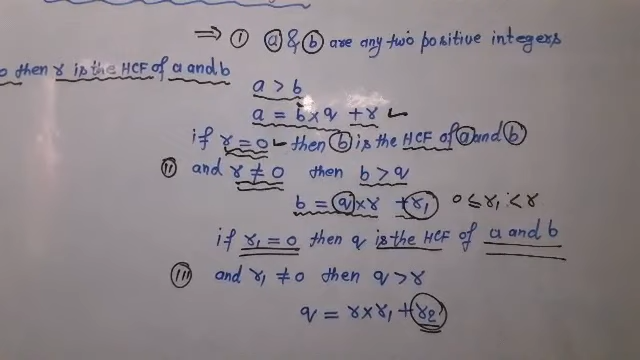 ⇒ ① ⓐ & ⓑ are any two positive integers
then r is the HCF of a and b
a > b
a = b×q + r
if r = 0 then b is the HCF of a and b
ⓘⓘ and r ≠ 0 then b > q
b = q×r + r₁ 0 ≤ r₁ < r
if r₁ = 0 then q is the HCF of a and b
ⓘⓘⓘ and r₁ ≠ 0 then q > r
q = r×r₁ + r₂